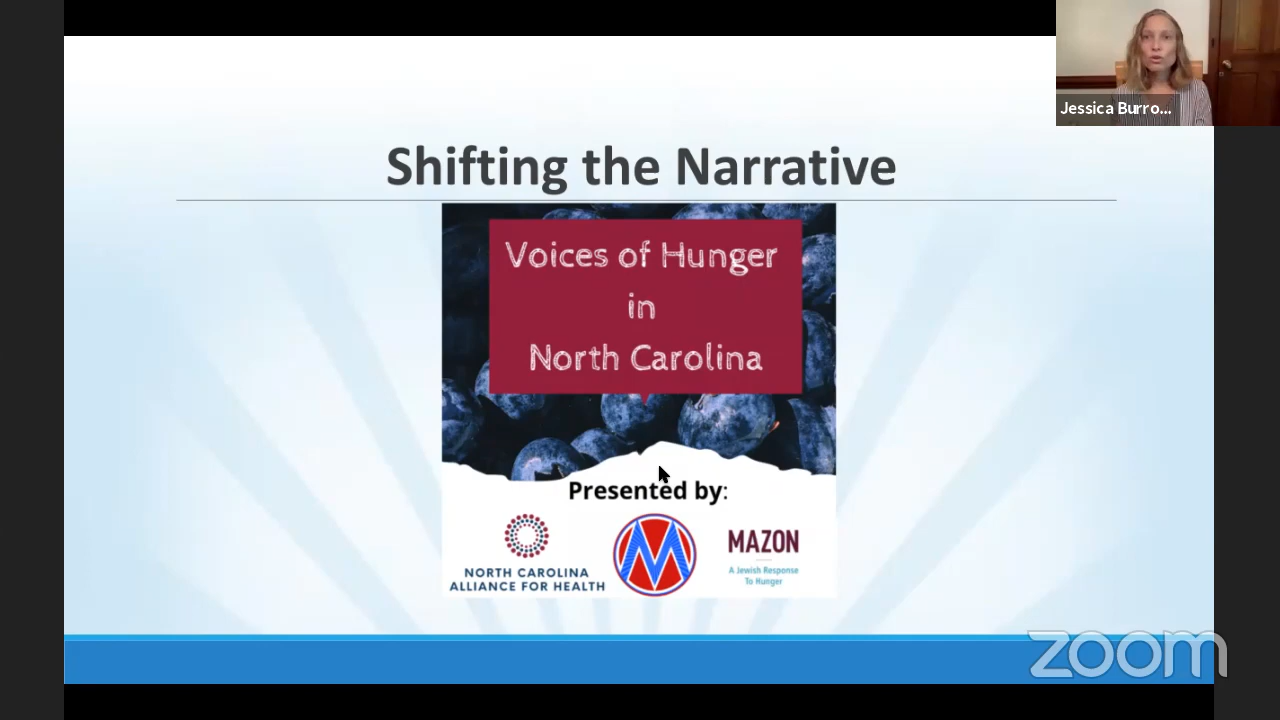 Jessica Burro...
Shifting the Narrative
Voices of Hunger
in
North Carolina
Presented by:
NORTH CAROLINA
ALLIANCE FOR HEALTH
M
MAZON
A Jewish Response
To Hunger
zoom